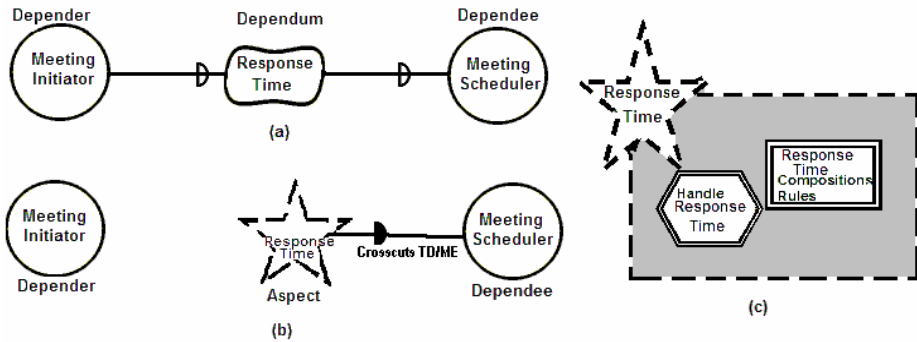 Depender
Dependum
Dependee
Meeting
Initiator
Response
Time
Meeting
Scheduler
(a)
Meeting
Initiator
Depender
Response
Time
Aspect
Crosscuts TD/ME
Meeting
Scheduler
Dependee
(b)
Response
Time
Handle
Response
Time
Response
Time
Compositions
Rules
(c)